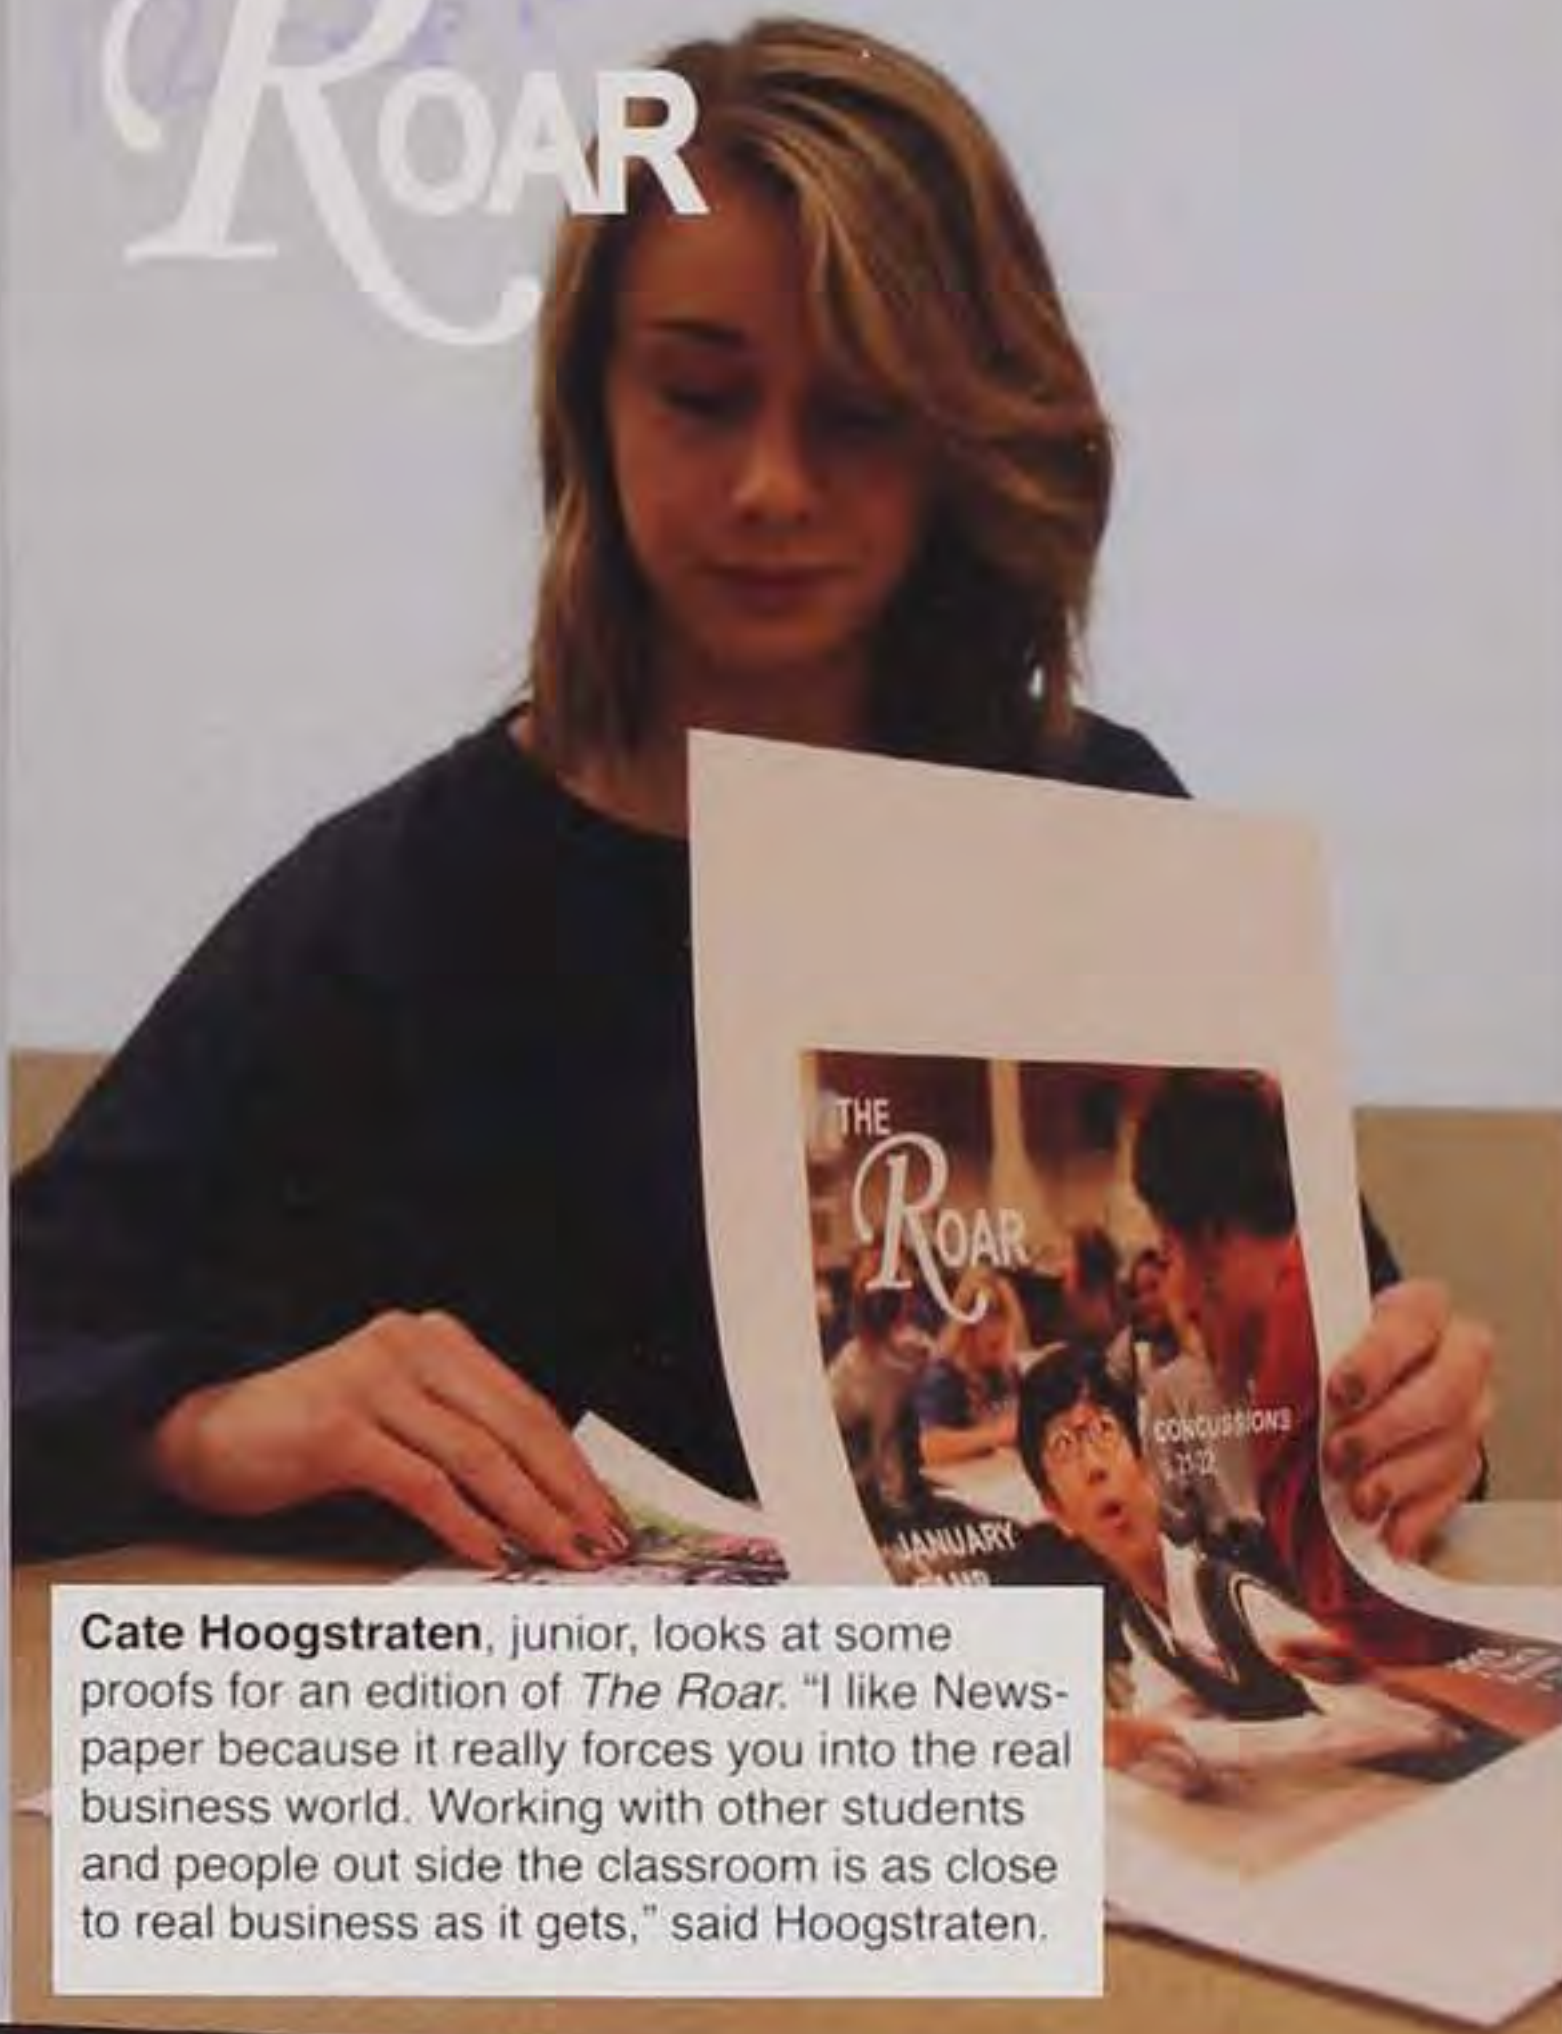 ROAR
THE
ROAR
CONCUSSIONS
JANUARY
Cate Hoogstraten, junior, looks at some
proofs for an edition of The Roar. “I like News-
paper because it really forces you into the real
business world. Working with other students
and people out side the classroom is as close
to real business as it gets,” said Hoogstraten.